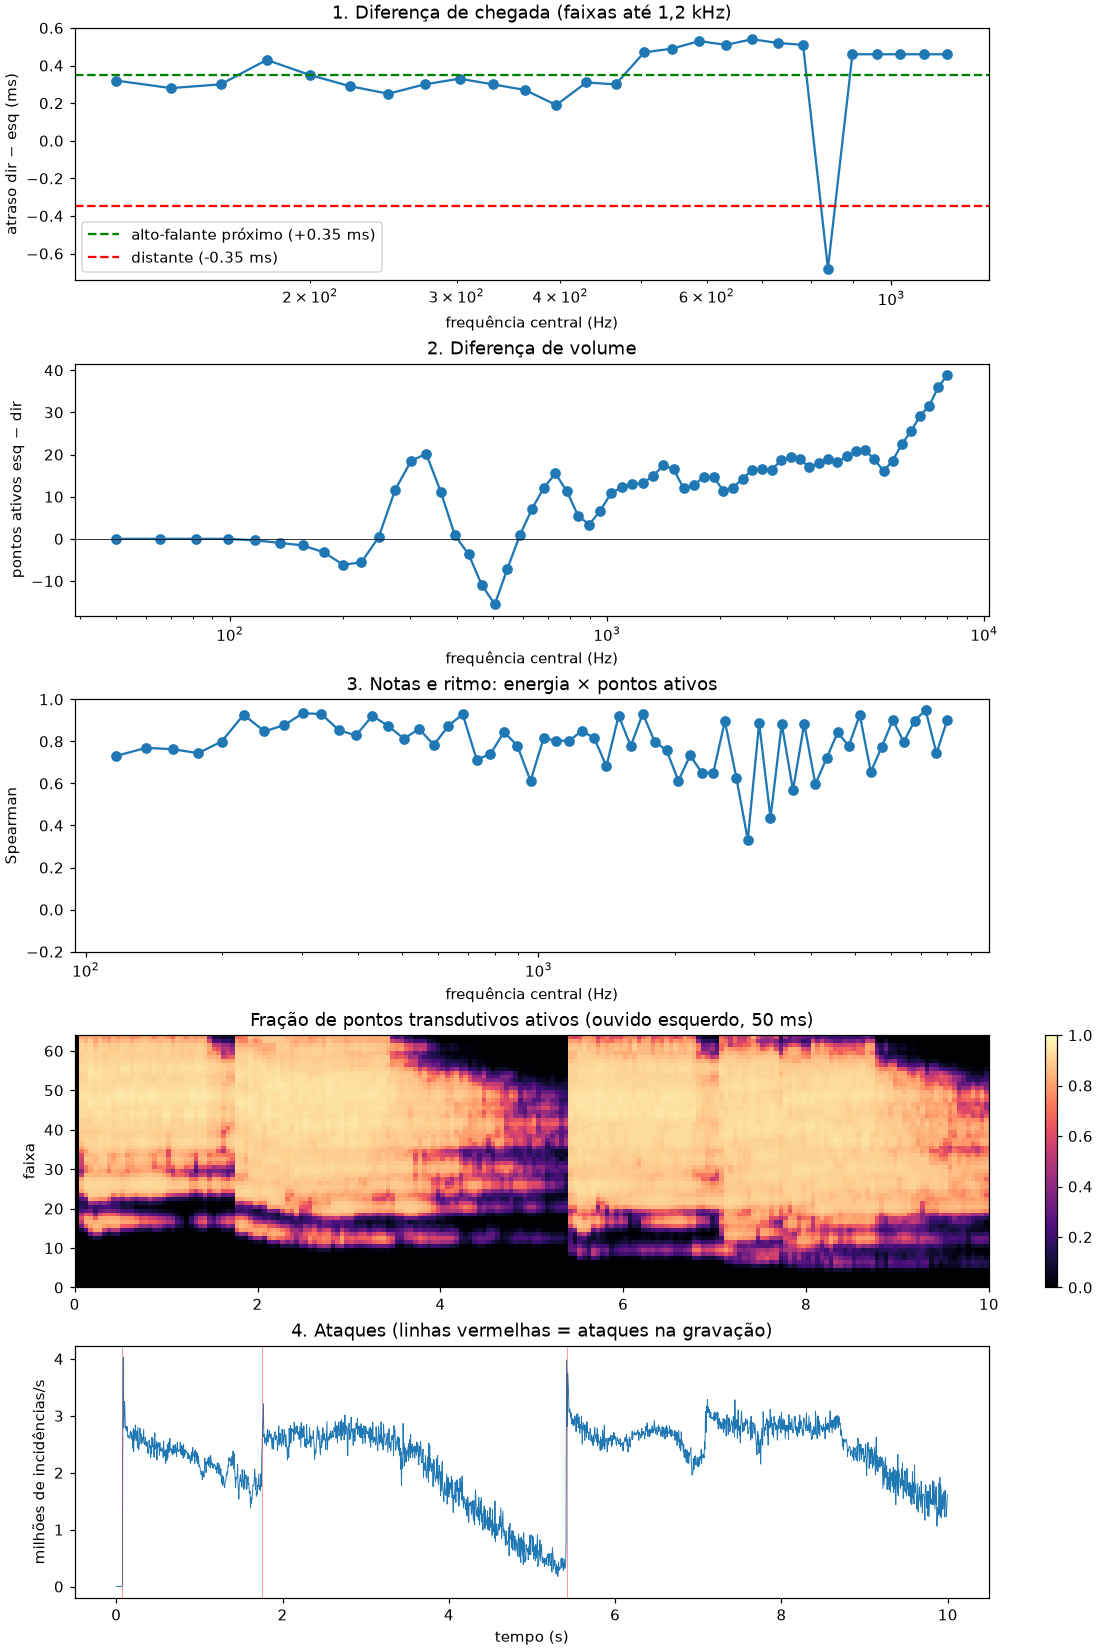 1. Diferença de chegada (faixas até 1,2 kHz)
atraso dir − esq (ms)
0.6
0.4
0.2
0.0
−0.2
−0.4
−0.6
alto-falante próximo (+0.35 ms)
distante (-0.35 ms)
2 × 10²
3 × 10²
4 × 10²
6 × 10²
10³
frequência central (Hz)
2. Diferença de volume
pontos ativos esq − dir
40
30
20
10
0
−10
10²
10³
10⁴
frequência central (Hz)
3. Notas e ritmo: energia × pontos ativos
Spearman
1.0
0.8
0.6
0.4
0.2
0.0
−0.2
10²
10³
frequência central (Hz)
Fração de pontos transdutivos ativos (ouvido esquerdo, 50 ms)
faixa
60
50
40
30
20
10
0
0
2
4
6
8
10
1.0
0.8
0.6
0.4
0.2
0.0
4. Ataques (linhas vermelhas = ataques na gravação)
milhões de incidências/s
4
3
2
1
0
0
2
4
6
8
10
tempo (s)